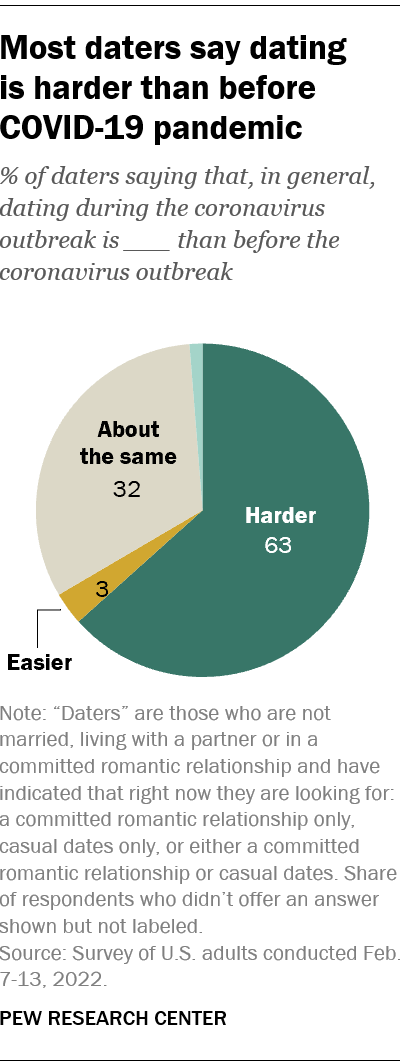 Most daters say dating
is harder than before
COVID-19 pandemic
% of daters saying that, in general,
dating during the coronavirus
outbreak is ___ than before the
coronavirus outbreak
About
the same
32
Harder
63
3
Easier
Note: “Daters” are those who are not
married, living with a partner or in a
committed romantic relationship and have
indicated that right now they are looking for:
a committed romantic relationship only,
casual dates only, or either a committed
romantic relationship or casual dates. Share
of respondents who didn’t offer an answer
shown but not labeled.
Source: Survey of U.S. adults conducted Feb.
7-13, 2022.
PEW RESEARCH CENTER